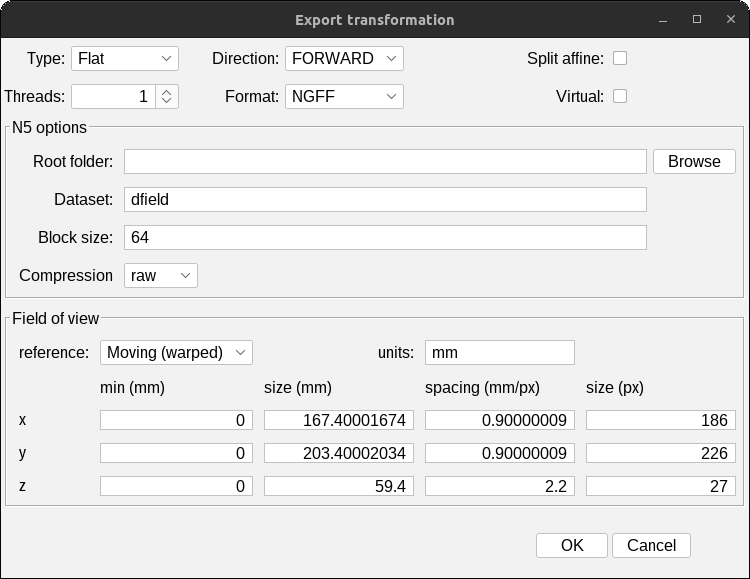 Export transformation
Type: Flat Direction: FORWARD Split affine:
Threads: 1 Format: NGFF Virtual:
N5 options
Root folder: Browse
Dataset: dfield
Block size: 64
Compression raw
Field of view
reference: Moving (warped) units: mm
min (mm) size (mm) spacing (mm/px) size (px)
x 0 167.40001674 0.90000009 186
y 0 203.40002034 0.90000009 226
z 0 59.4 2.2 27
OK Cancel